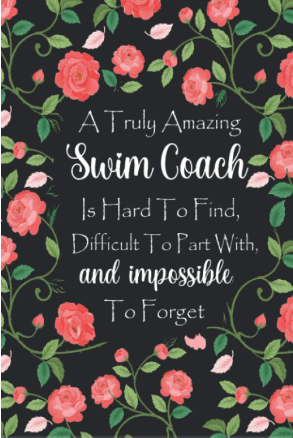 A Truly Amazing
Swim Coach
Is Hard To Find,
Difficult To Part With,
and impossible
To Forget